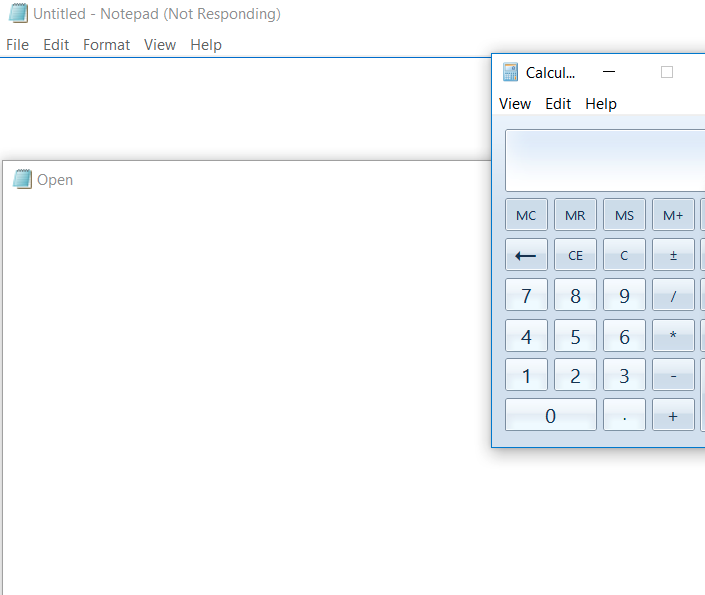 Untitled - Notepad (Not Responding)
File Edit Format View Help
Open
Calcul...
View Edit Help
MC MR MS M+
← CE C ±
7 8 9 /
4 5 6 *
1 2 3 -
0 . +